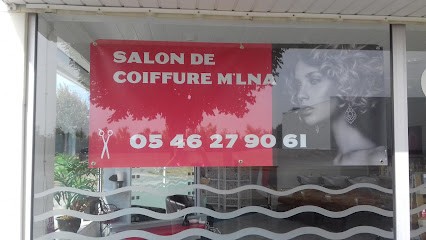 SALON DE
COIFFURE M'LNA
05 46 27 90 61